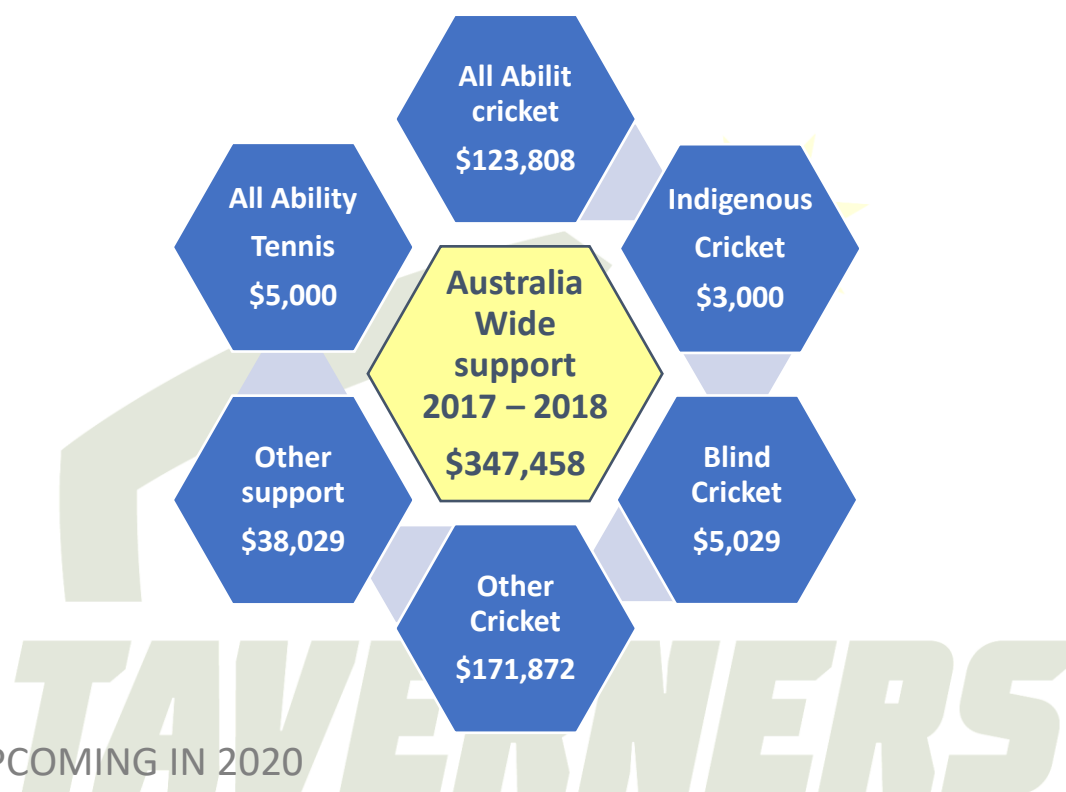 All Abilit
cricket
$123,808
Indigenous
Cricket
$3,000
Blind
Cricket
$5,029
Other
Cricket
$171,872
Other
support
$38,029
All Ability
Tennis
$5,000
Australia
Wide
support
2017 – 2018
$347,458
TAVERNERS
PCOMING IN 2020